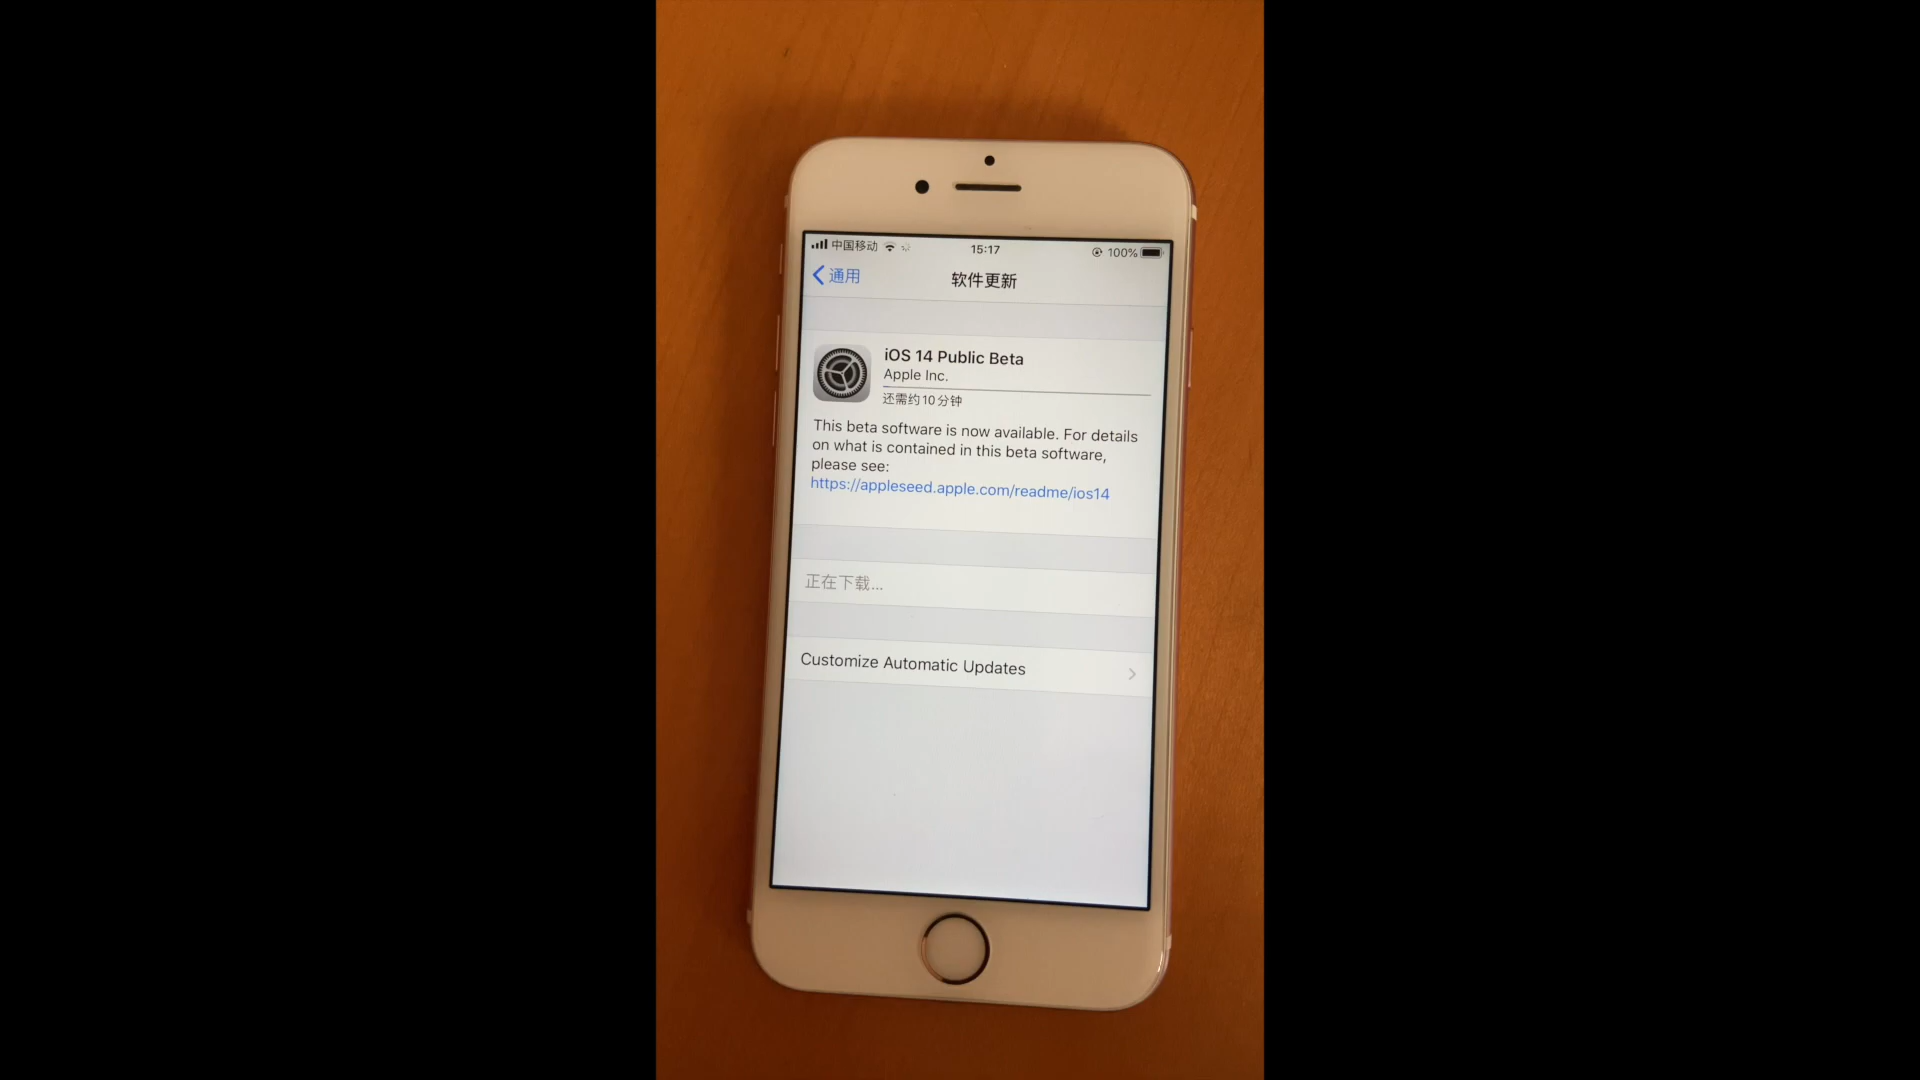 中国移动 15:17 100%
通用 软件更新
iOS 14 Public Beta
Apple Inc.
还需约10分钟
This beta software is now available. For details
on what is contained in this beta software,
please see:
https://appleseed.apple.com/readme/ios14
正在下载...
Customize Automatic Updates